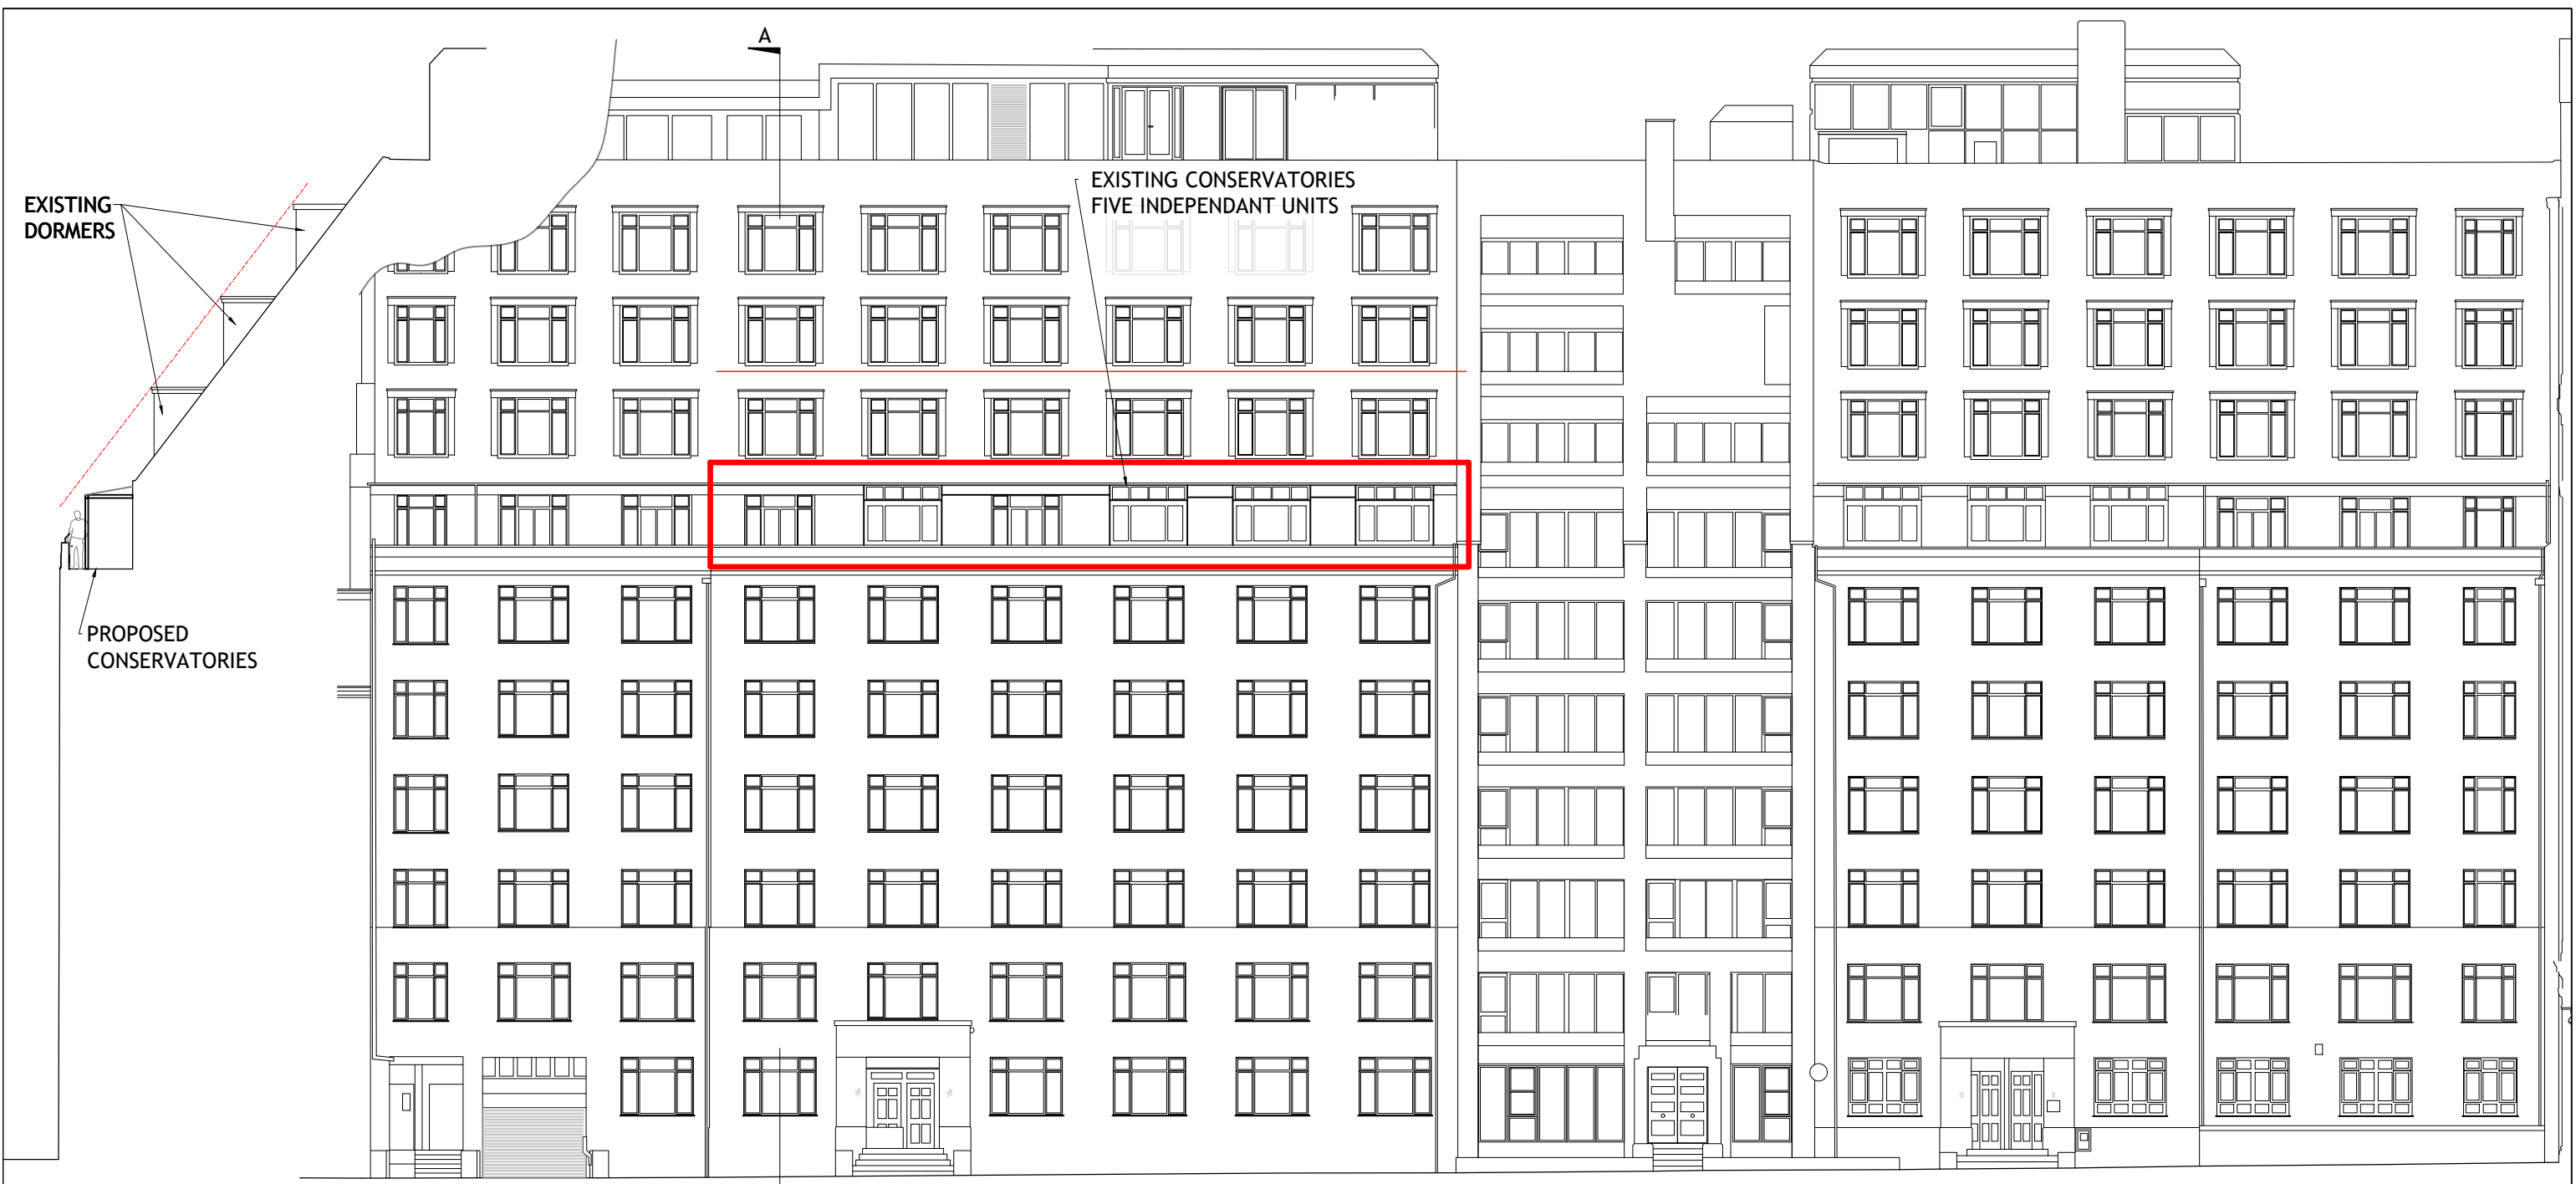 A
EXISTING
DORMERS
EXISTING CONSERVATORIES
FIVE INDEPENDANT UNITS
PROPOSED
CONSERVATORIES